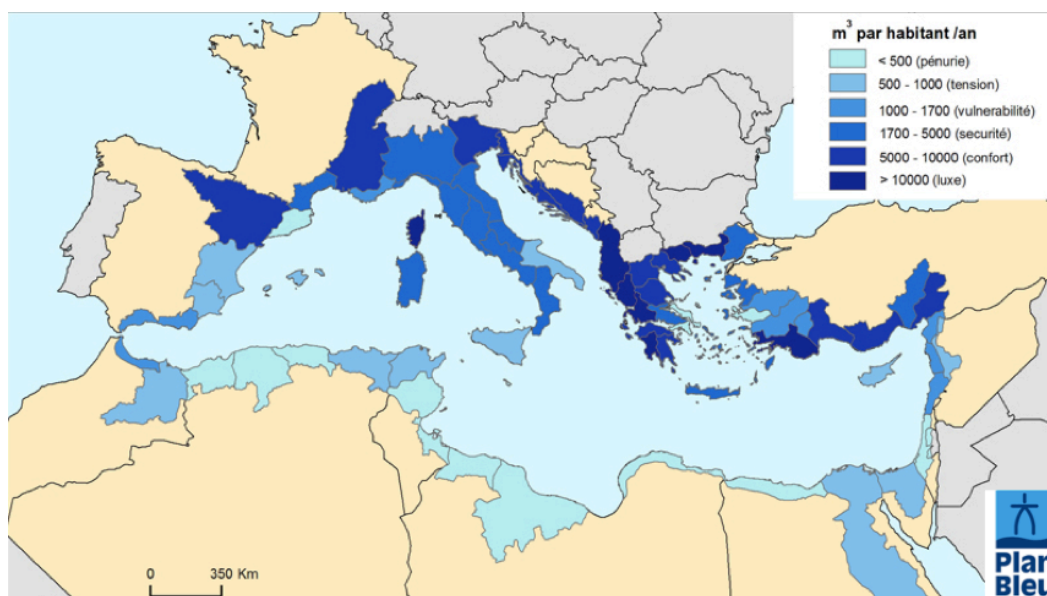 m³ par habitant /an
< 500 (pénurie)
500 - 1000 (tension)
1000 - 1700 (vulnerabilité)
1700 - 5000 (securité)
5000 - 10000 (confort)
> 10000 (luxe)
0 350 Km
Plan
Bleu